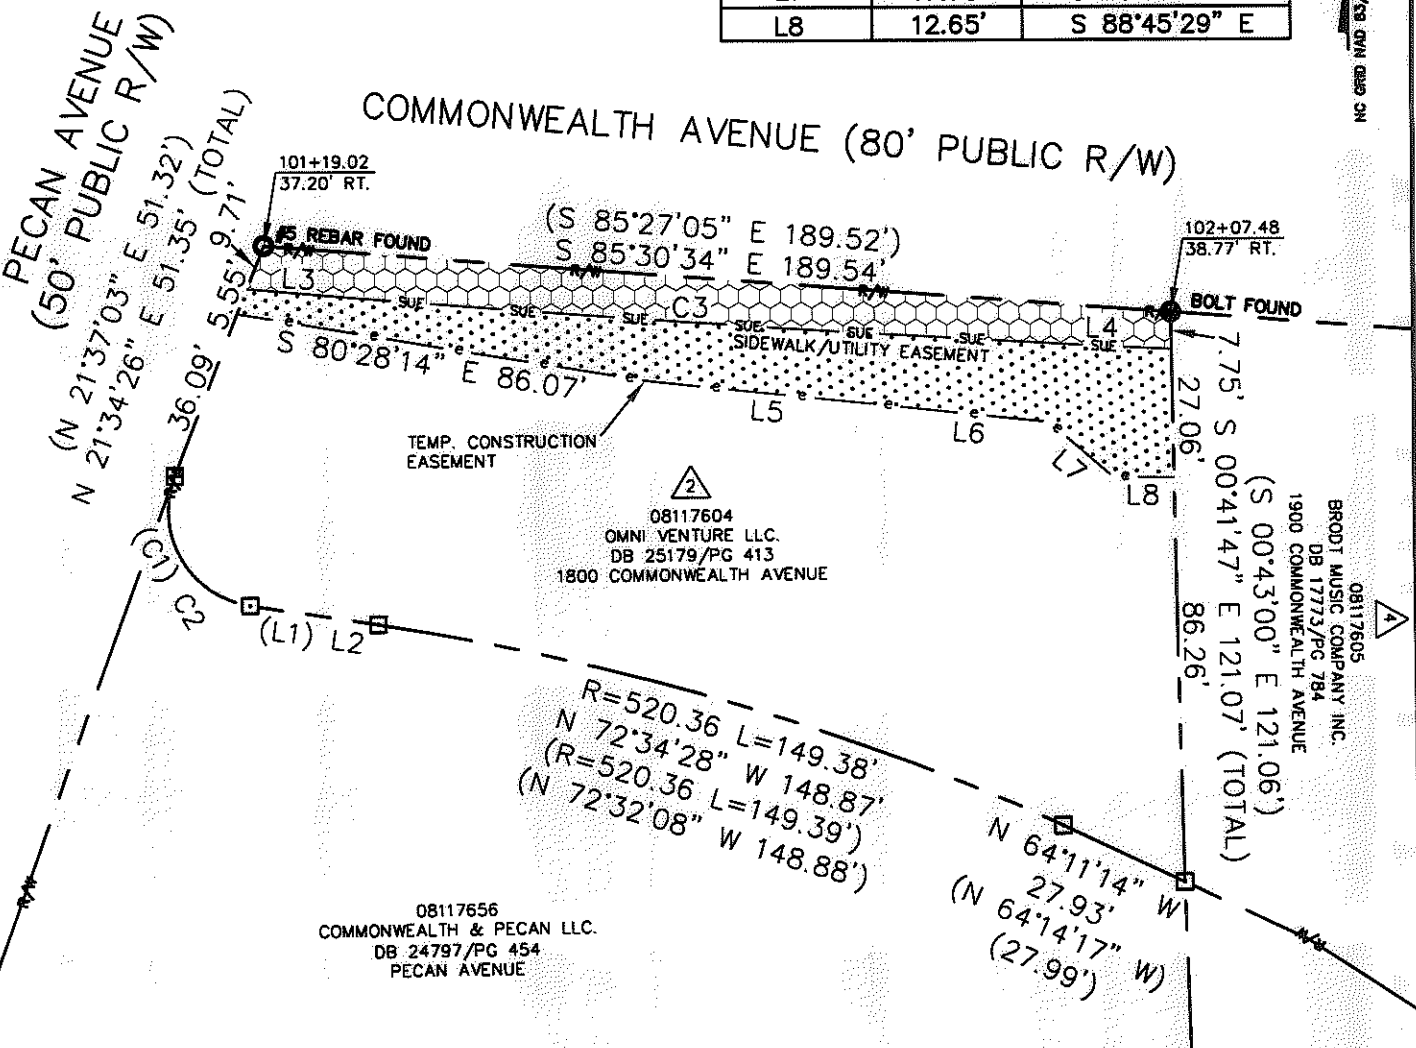 L8 12.65' S 88°45'29" E
NC GRID NAD 83/
PECAN AVENUE
(50' PUBLIC R/W)
COMMONWEALTH AVENUE (80' PUBLIC R/W)
(N 21°37'03" E 51.32')
N 21°34'26" E 51.35' (TOTAL)
36.09' 5.55' 9.71'
101+19.02
37.20' RT.
#5 REBAR FOUND
R/W
(S 85°27'05" E 189.52')
S 85°30'34" E 189.54'
R/W
R/W
102+07.48
38.77' RT.
R/W
BOLT FOUND
L3
C3
L4
SUE SUE SUE SUE SUE SUE SUE
SIDEWALK/UTILITY EASEMENT
e e e e e e e e e e e
S 80°28'14" E 86.07'
L5
L6
L7
L8
TEMP. CONSTRUCTION
EASEMENT
2
08117604
OMNI VENTURE LLC.
DB 25179/PG 413
1800 COMMONWEALTH AVENUE
7.75' S 00°41'47" E 121.07' (TOTAL)
27.06'
86.26'
(S 00°43'00" E 121.06')
08117605
BRODT MUSIC COMPANY INC.
DB 17773/PG 784
1900 COMMONWEALTH AVENUE
4
R/W
(C1) C2
(L1) L2
R=520.36 L=149.38'
N 72°34'28" W 148.87'
(R=520.36 L=149.39')
(N 72°32'08" W 148.88')
N 64°11'14" W
27.93'
(N 64°14'17" W)
(27.99')
R/W
R/W
08117656
COMMONWEALTH & PECAN LLC.
DB 24797/PG 454
PECAN AVENUE